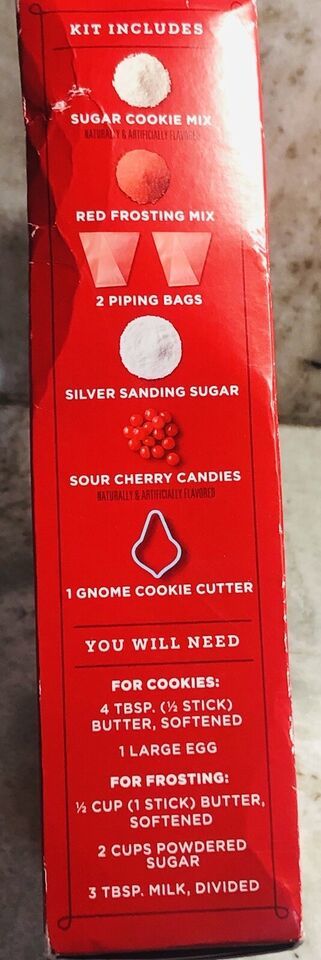 KIT INCLUDES
SUGAR COOKIE MIX
NATURALLY & ARTIFICIALLY FLAVORED
RED FROSTING MIX
2 PIPING BAGS
SILVER SANDING SUGAR
SOUR CHERRY CANDIES
NATURALLY & ARTIFICIALLY FLAVORED
1 GNOME COOKIE CUTTER
YOU WILL NEED
FOR COOKIES:
4 TBSP. (½ STICK)
BUTTER, SOFTENED
1 LARGE EGG
FOR FROSTING:
½ CUP (1 STICK) BUTTER,
SOFTENED
2 CUPS POWDERED
SUGAR
3 TBSP. MILK, DIVIDED